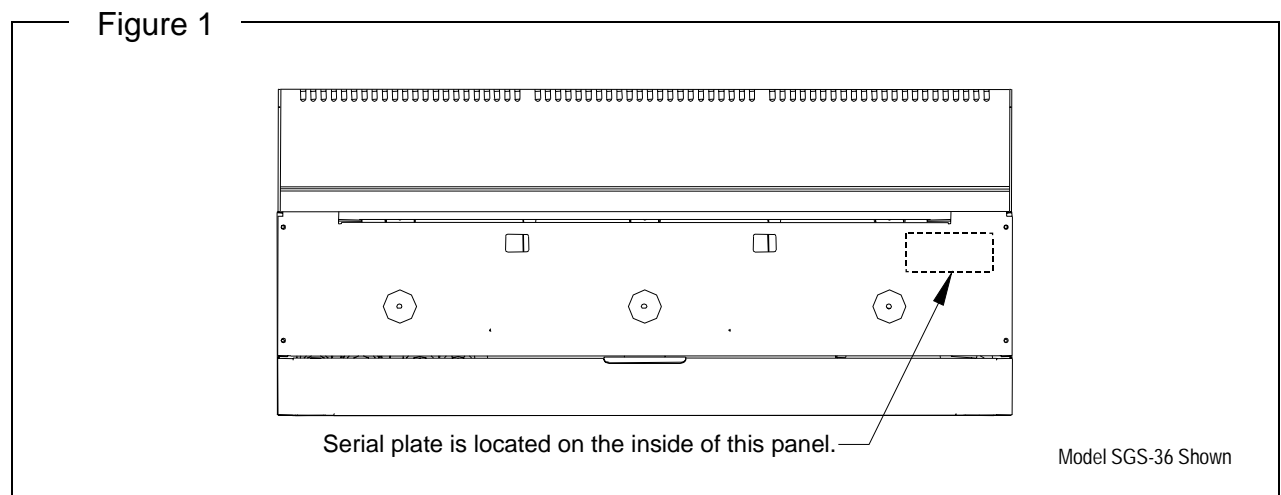 Figure 1
Serial plate is located on the inside of this panel.
Model SGS-36 Shown